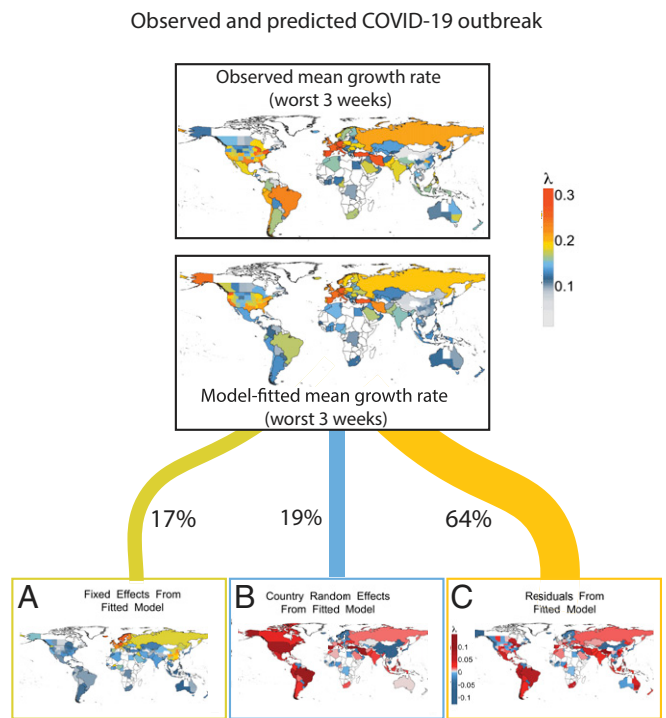 Observed and predicted COVID-19 outbreak
Observed mean growth rate
(worst 3 weeks)
λ
0.3
0.2
0.1
Model-fitted mean growth rate
(worst 3 weeks)
17%
19%
64%
A
Fixed Effects From
Fitted Model
B
Country Random Effects
From Fitted Model
C
Residuals From
Fitted Model
λ
0.1
0.05
0
-0.05
-0.1